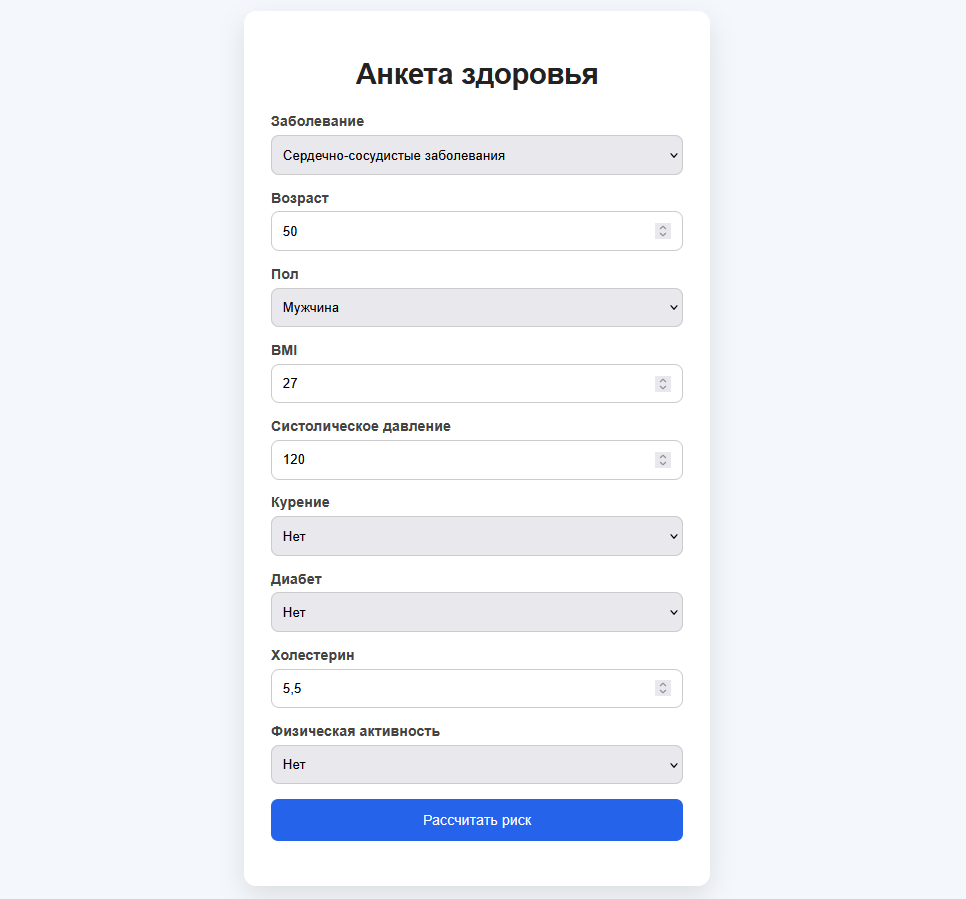 Анкета здоровья
Заболевание
Сердечно-сосудистые заболевания
Возраст
50
Пол
Мужчина
BMI
27
Систолическое давление
120
Курение
Нет
Диабет
Нет
Холестерин
5,5
Физическая активность
Нет
Рассчитать риск